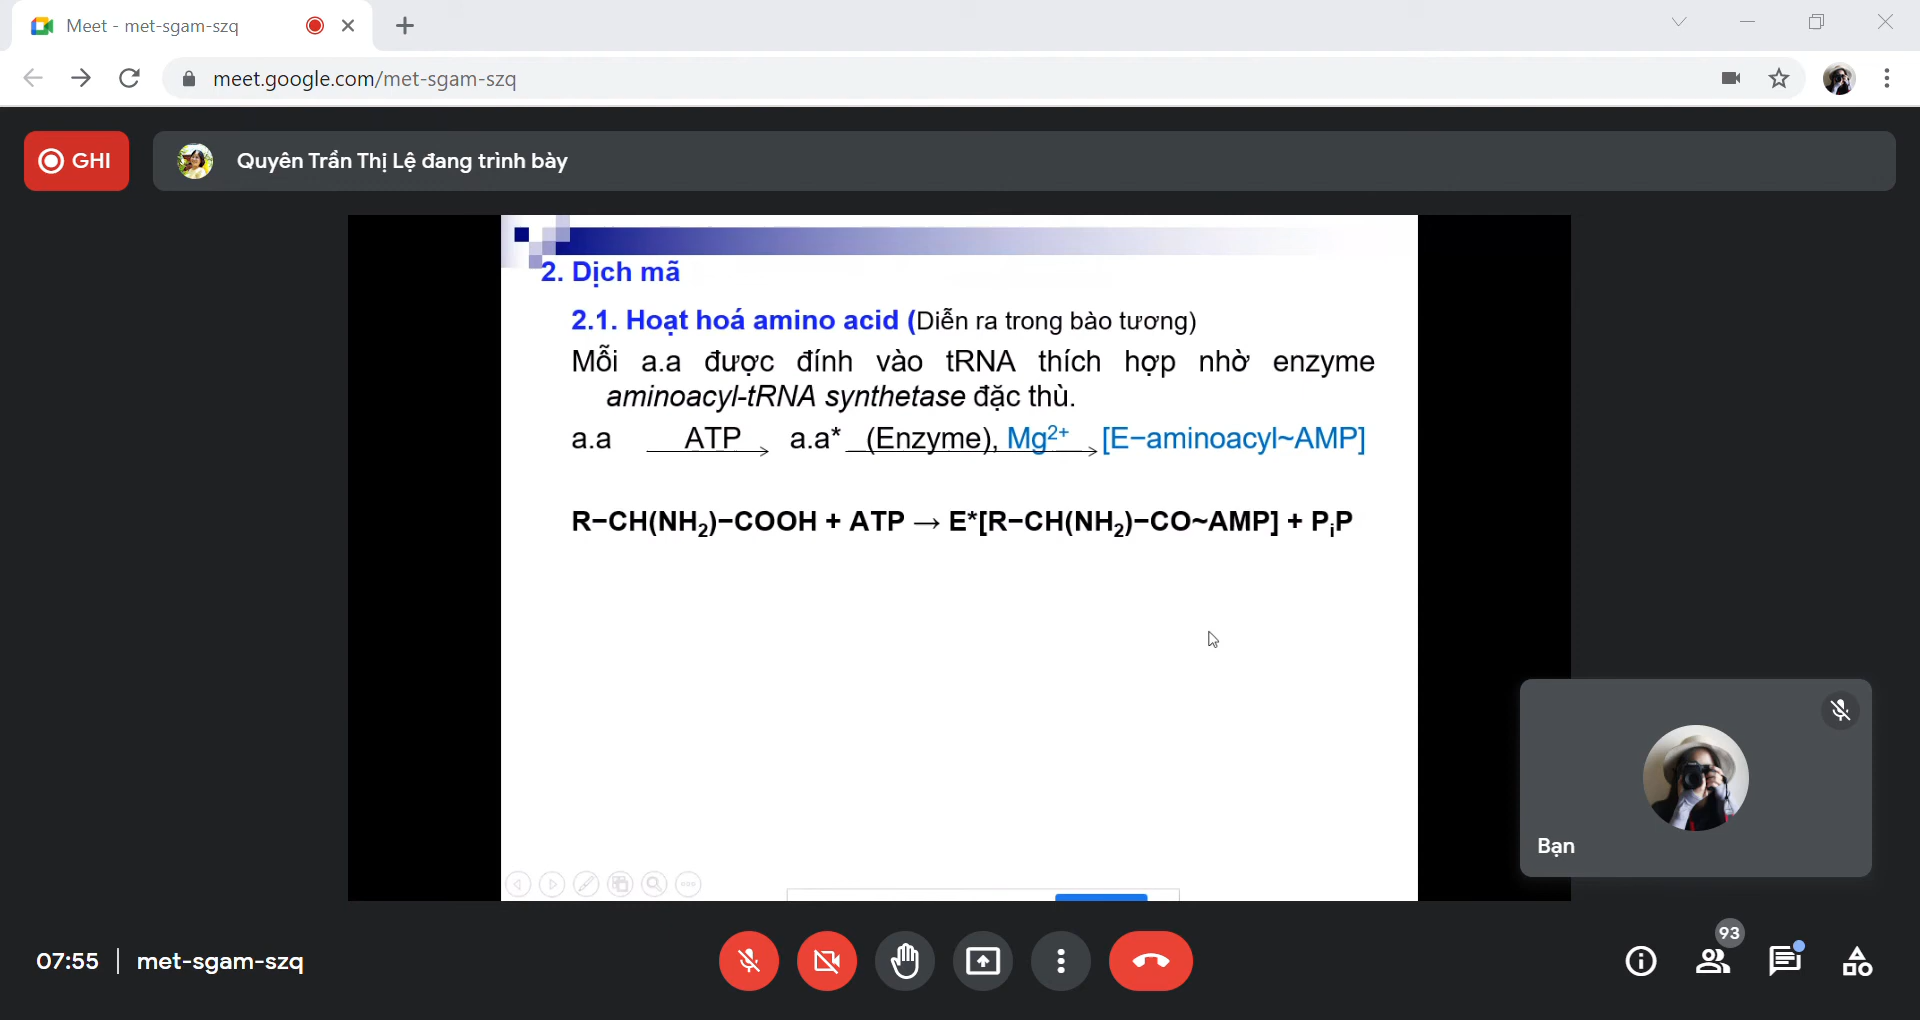 Meet - met-sgam-szq
meet.google.com/met-sgam-szq
GHI
Quyên Trần Thị Lệ đang trình bày
2. Dịch mã
2.1. Hoạt hoá amino acid (Diễn ra trong bào tương)
Mỗi a.a được đính vào tRNA thích hợp nhờ enzyme
aminoacyl-tRNA synthetase đặc thù.
a.a ATP a.a* (Enzyme), Mg²⁺ [E−aminoacyl~AMP]
R−CH(NH₂)−COOH + ATP → E*[R−CH(NH₂)−CO~AMP] + PᵢP
Bạn
07:55 | met-sgam-szq
93